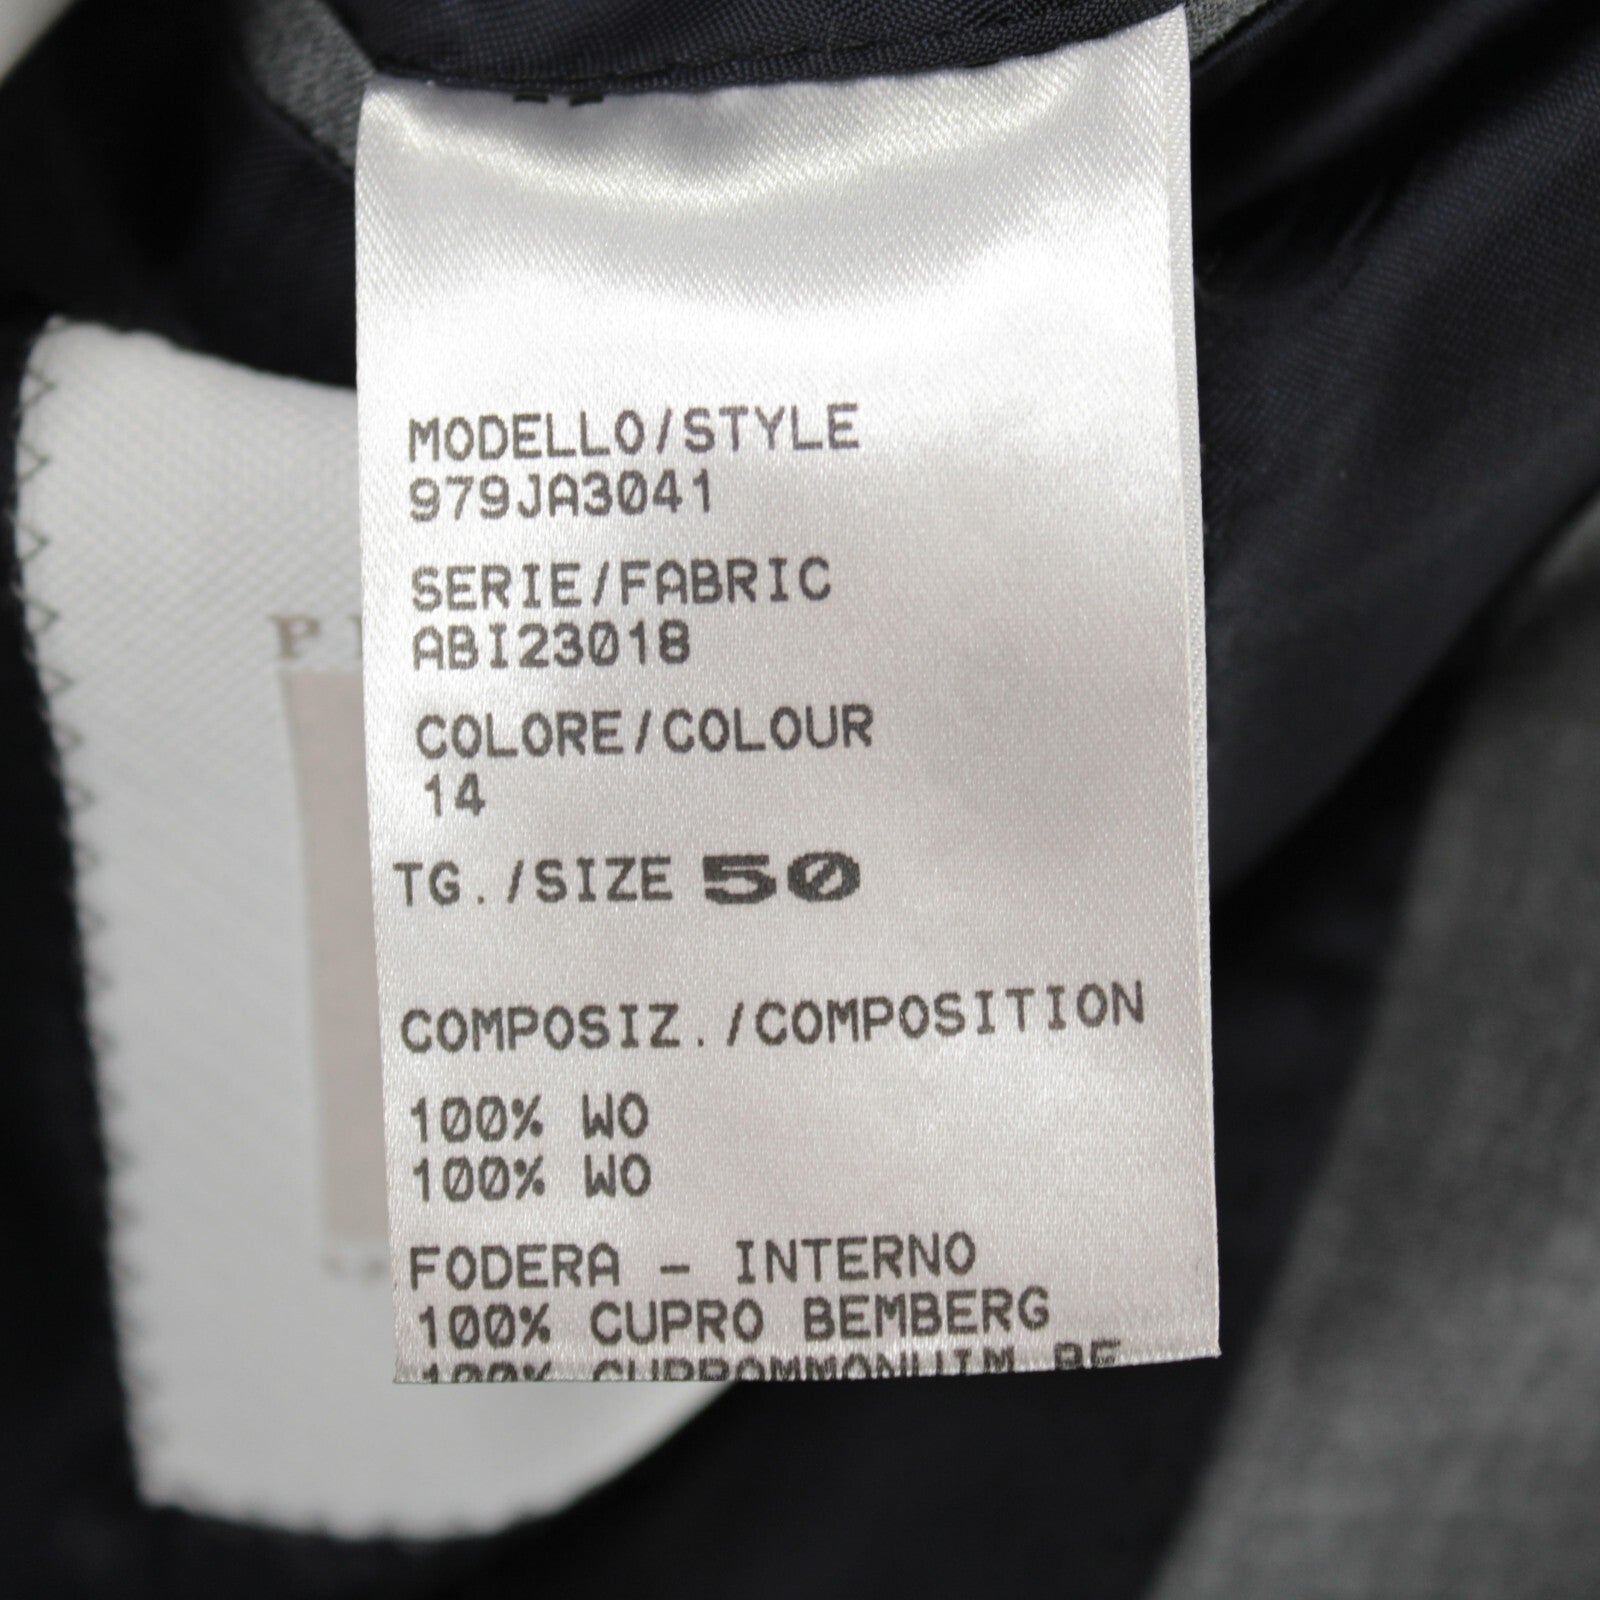 MODELLO/STYLE
979JA3041
SERIE/FABRIC
ABI23018
COLORE/COLOUR
14
TG./SIZE 50
COMPOSIZ./COMPOSITION
100% WO
100% WO
FODERA - INTERNO
100% CUPRO BEMBERG
100%